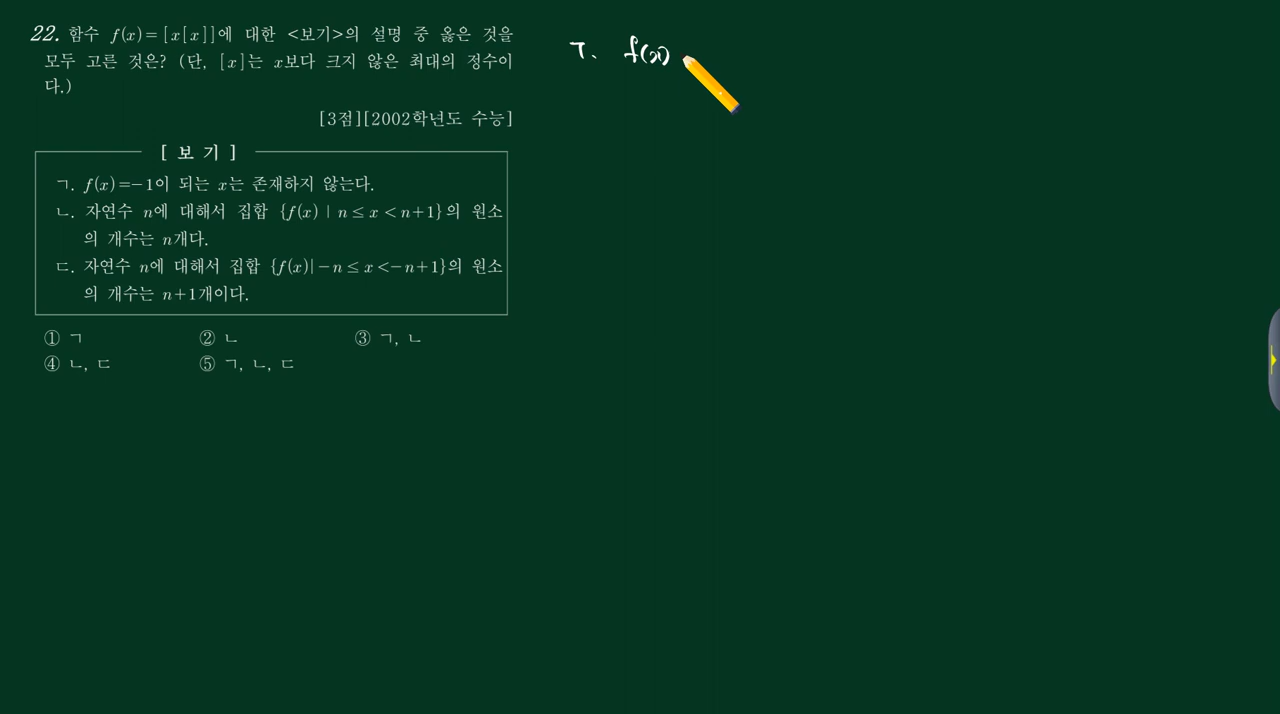 22. 함수 f(x)=[x[x]]에 대한 <보기>의 설명 중 옳은 것을
모두 고른 것은? (단, [x]는 x보다 크지 않은 최대의 정수이
다.)
[3점][2002학년도 수능]
[ 보 기 ]
ㄱ. f(x)=-1이 되는 x는 존재하지 않는다.
ㄴ. 자연수 n에 대해서 집합 {f(x) | n≤x<n+1}의 원소
의 개수는 n개다.
ㄷ. 자연수 n에 대해서 집합 {f(x)|-n≤x<-n+1}의 원소
의 개수는 n+1개이다.
① ㄱ ② ㄴ ③ ㄱ, ㄴ
④ ㄴ, ㄷ ⑤ ㄱ, ㄴ, ㄷ
ㄱ. f(x)